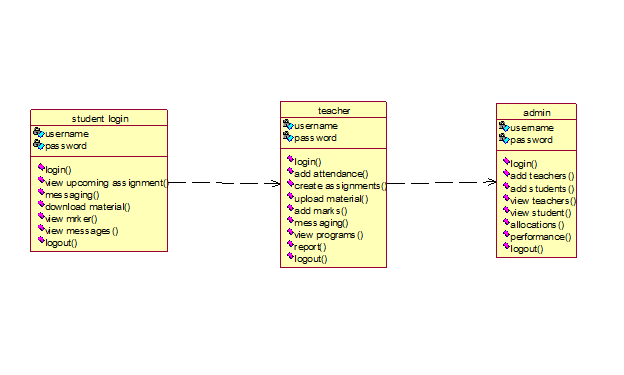 student login
username
password
login()
view upcoming assignment()
messaging()
download material()
view mrker()
view messages()
logout()
teacher
username
password
login()
add attendance()
create assignments()
upload material()
add marks()
messaging()
view programs()
report()
logout()
admin
username
password
login()
add teachers()
add students()
view teachers()
view student()
allocations()
performance()
logout()